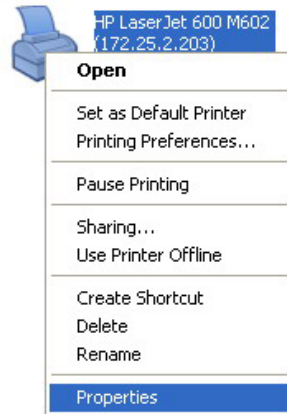 HP LaserJet 600 M602
(172.25.2.203)
Open
Set as Default Printer
Printing Preferences...
Pause Printing
Sharing...
Use Printer Offline
Create Shortcut
Delete
Rename
Properties